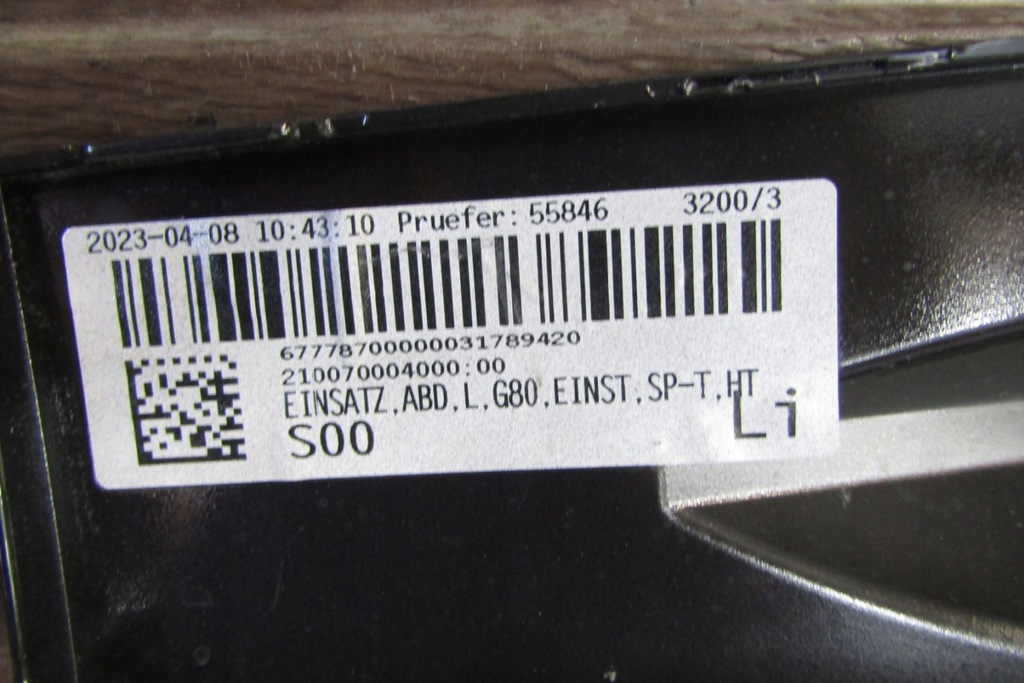 2023-04-08 10:43:10 Pruefer: 55846 3200/3
67778700000031789420
210070004000:00
EINSATZ,ABD,L,G80,EINST,SP-T,HT
S00 Li